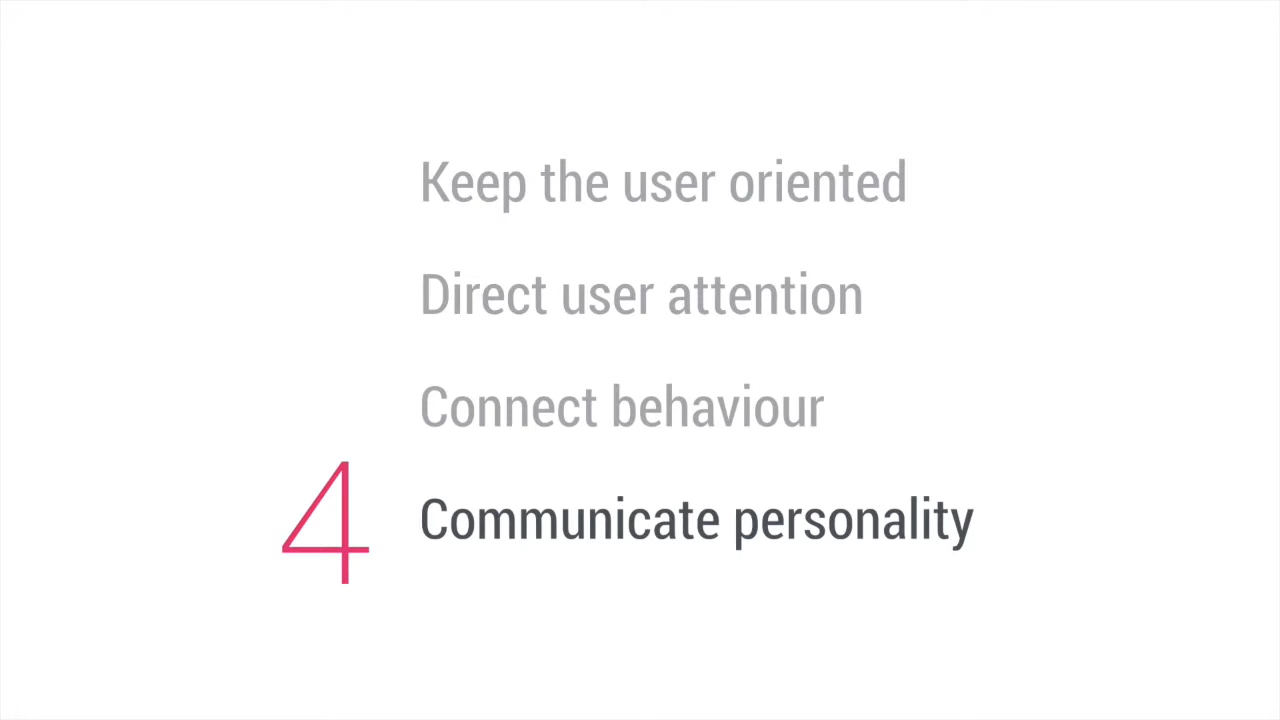 Keep the user oriented
Direct user attention
Connect behaviour
4 Communicate personality